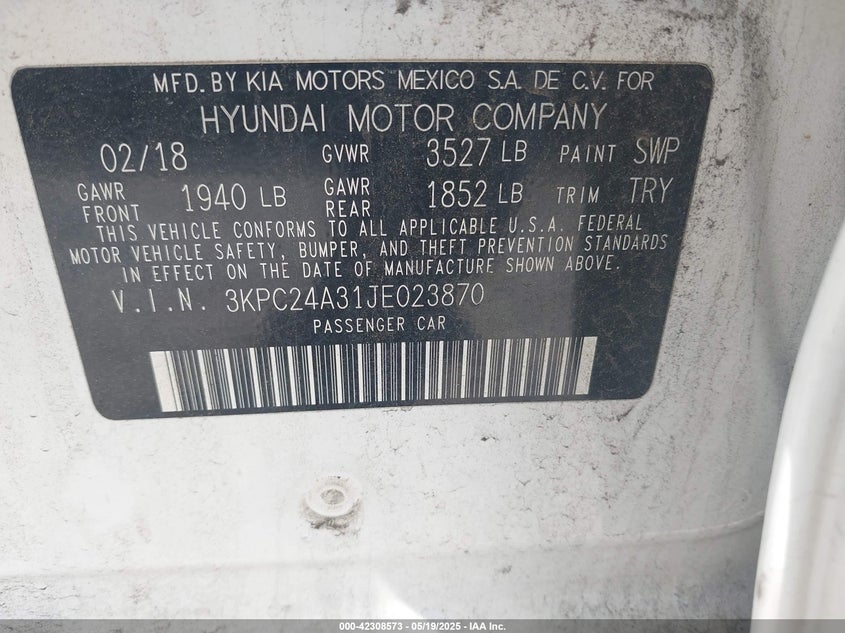 MFD. BY KIA MOTORS MEXICO S.A. DE C.V. FOR
HYUNDAI MOTOR COMPANY
02/18 GVWR 3527 LB PAINT SWP
GAWR FRONT 1940 LB GAWR REAR 1852 LB TRIM TRY
THIS VEHICLE CONFORMS TO ALL APPLICABLE U.S.A. FEDERAL
MOTOR VEHICLE SAFETY, BUMPER, AND THEFT PREVENTION STANDARDS
IN EFFECT ON THE DATE OF MANUFACTURE SHOWN ABOVE.
V.I.N. 3KPC24A31JE023870
PASSENGER CAR
000-42308573 - 05/19/2025 - IAA Inc.